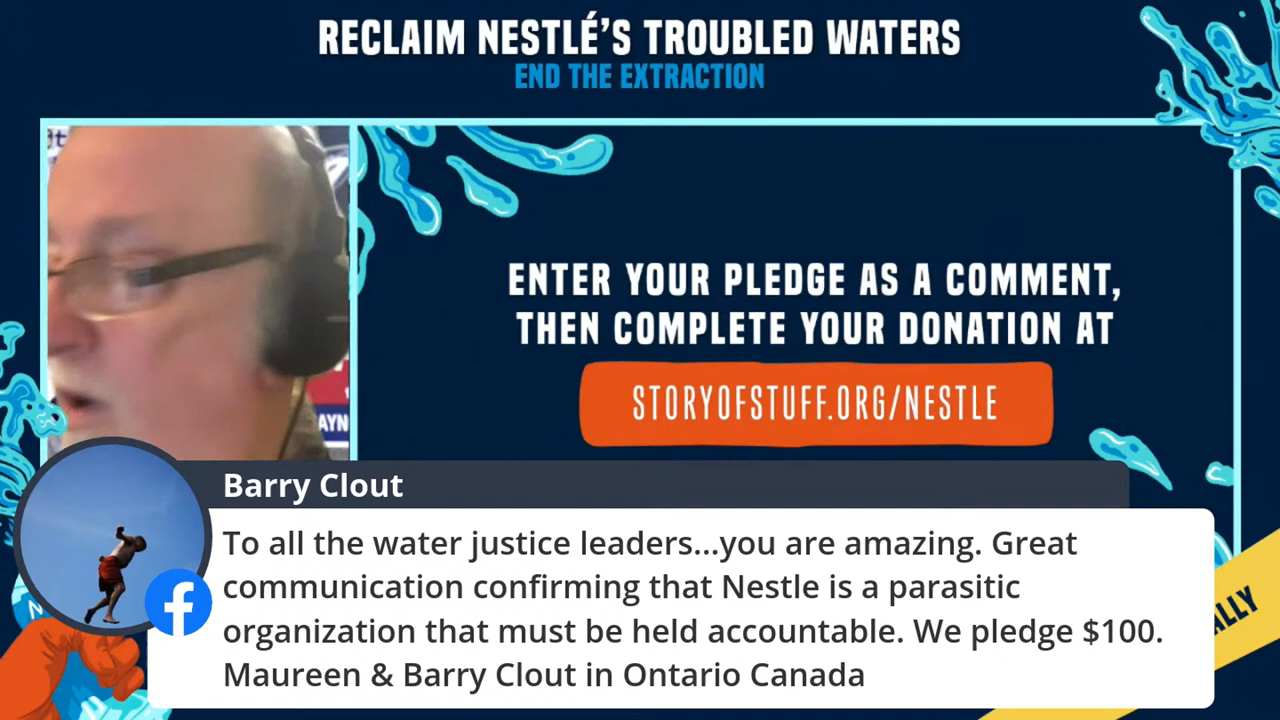 RECLAIM NESTLÉ'S TROUBLED WATERS
END THE EXTRACTION
ENTER YOUR PLEDGE AS A COMMENT,
THEN COMPLETE YOUR DONATION AT
STORYOFSTUFF.ORG/NESTLE
Barry Clout
To all the water justice leaders...you are amazing. Great
communication confirming that Nestle is a parasitic
organization that must be held accountable. We pledge $100.
Maureen & Barry Clout in Ontario Canada